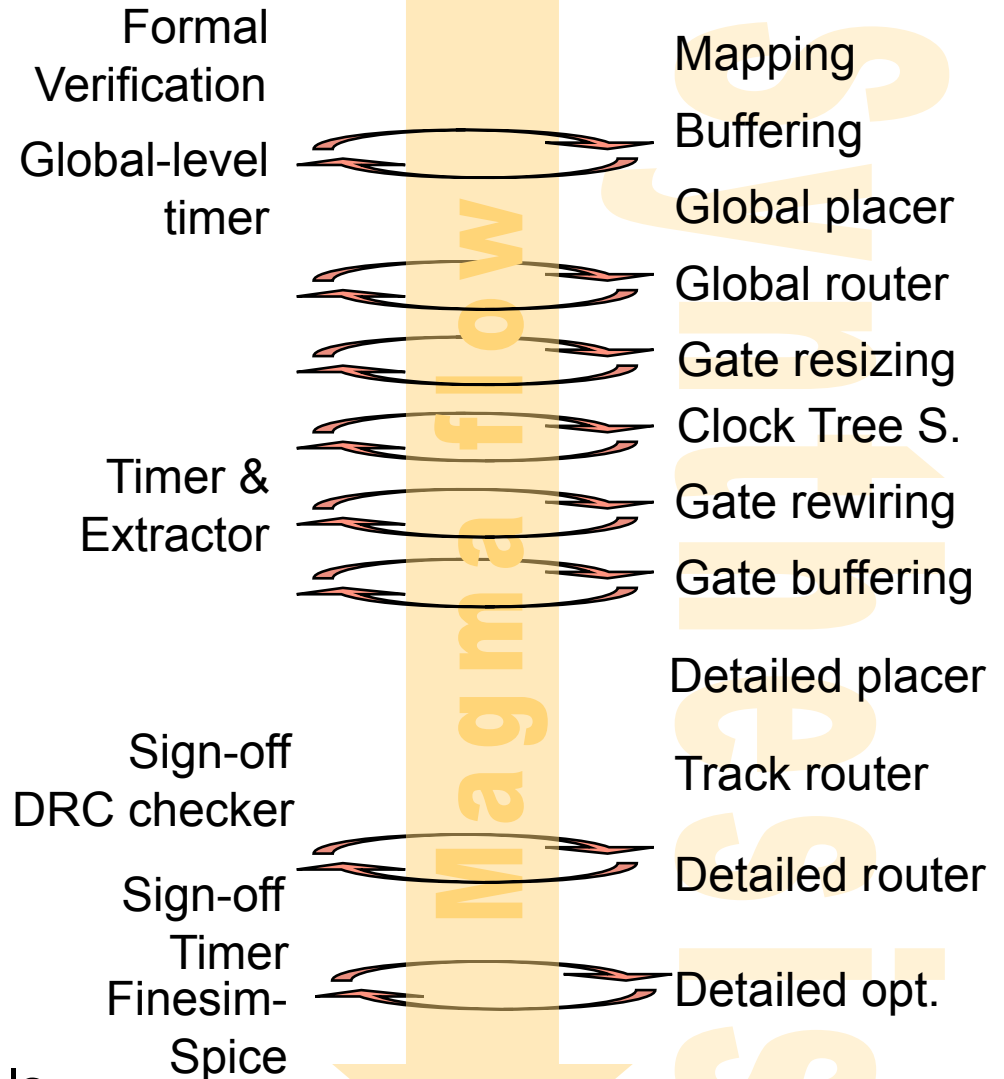 Formal
Verification
Global-level
timer
Timer &
Extractor
Sign-off
DRC checker
Sign-off
Timer
Finesim-
Spice
Magma flow
Mapping
Buffering
Global placer
Global router
Gate resizing
Clock Tree S.
Gate rewiring
Gate buffering
Detailed placer
Track router
Detailed router
Detailed opt.